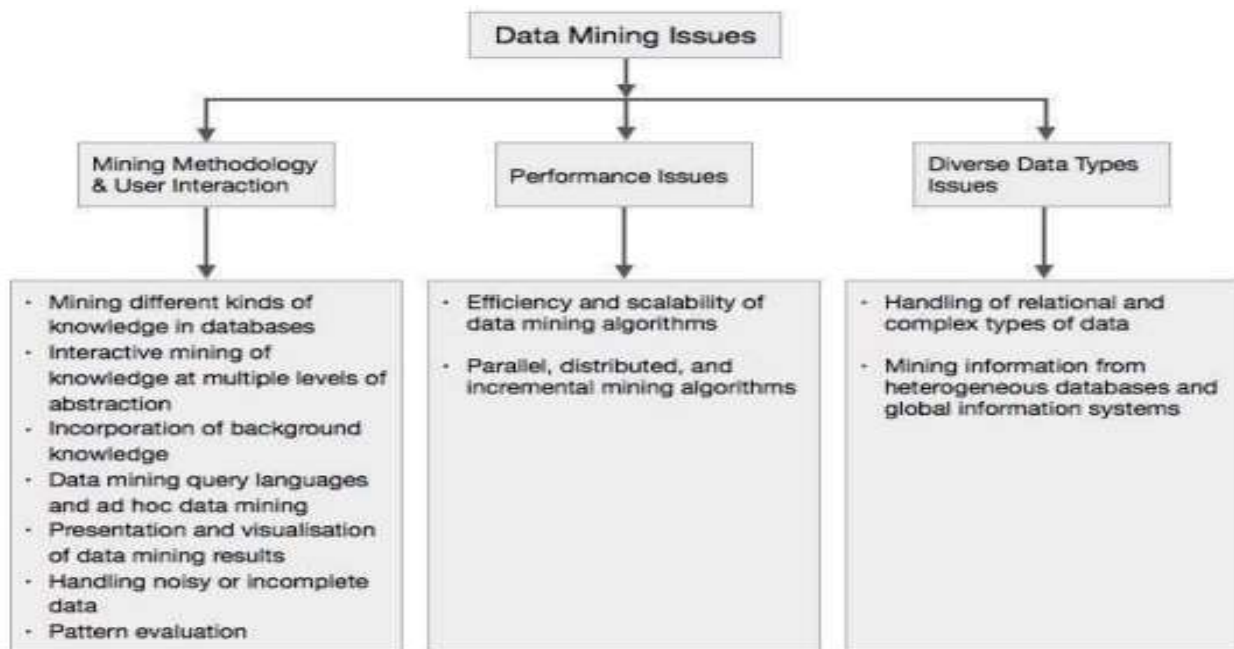 Data Mining Issues
Mining Methodology
& User Interaction
Performance Issues
Diverse Data Types
Issues
· Mining different kinds of
knowledge in databases
· Interactive mining of
knowledge at multiple levels of
abstraction
· Incorporation of background
knowledge
· Data mining query languages
and ad hoc data mining
· Presentation and visualisation
of data mining results
· Handling noisy or incomplete
data
· Pattern evaluation
· Efficiency and scalability of
data mining algorithms
· Parallel, distributed, and
incremental mining algorithms
· Handling of relational and
complex types of data
· Mining information from
heterogeneous databases and
global information systems